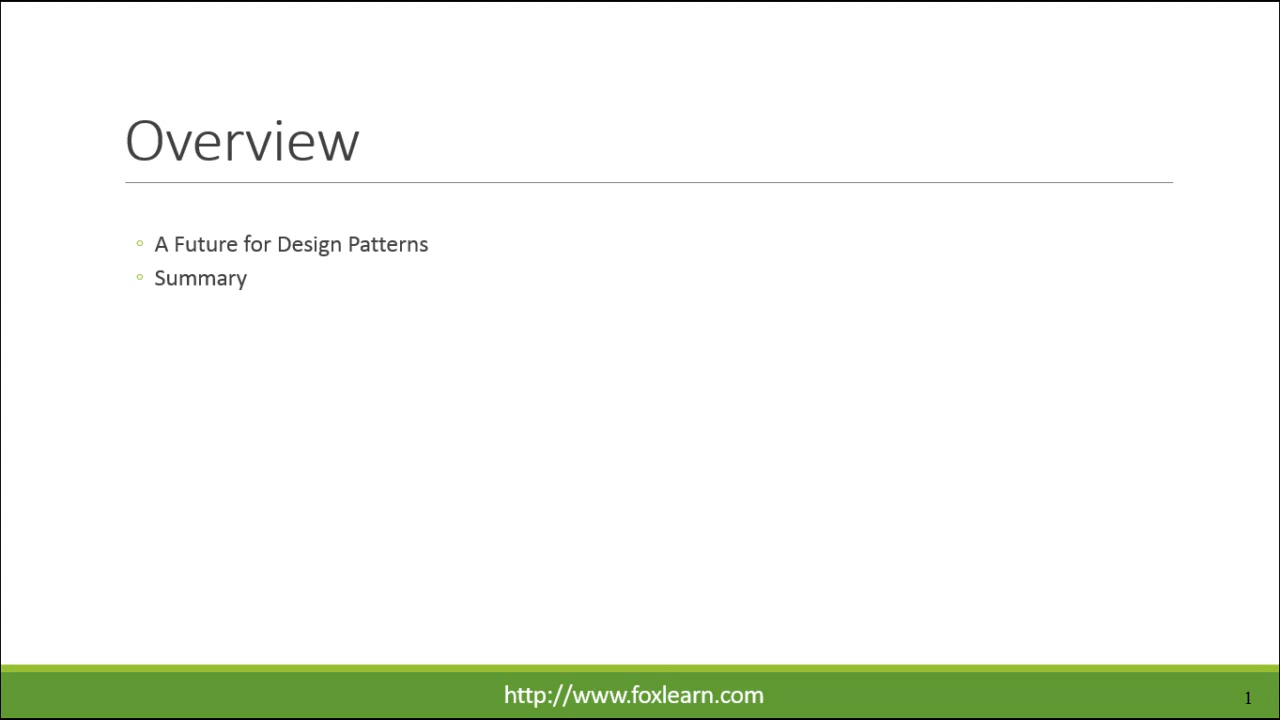 Overview
◦ A Future for Design Patterns
◦ Summary
http://www.foxlearn.com
1